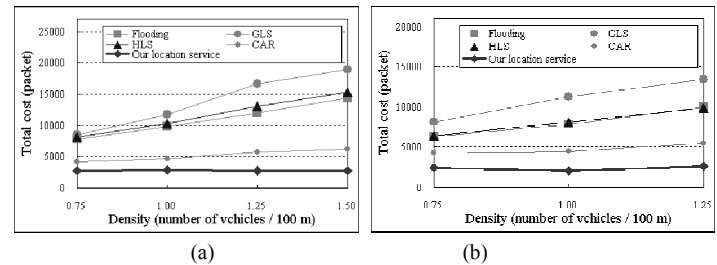 25000
20000
15000
10000
5000
0
Total cost (packet)
Flooding
GLS
HLS
CAR
Our location service
0.75
1.00
1.25
1.50
Density (number of vehicles / 100 m)
(a)
20000
15000
10000
5000
0
Total cost (packet)
Flooding
GLS
HLS
CAR
Our location service
0.75
1.00
1.25
Density (number of vehicles / 100 m)
(b)